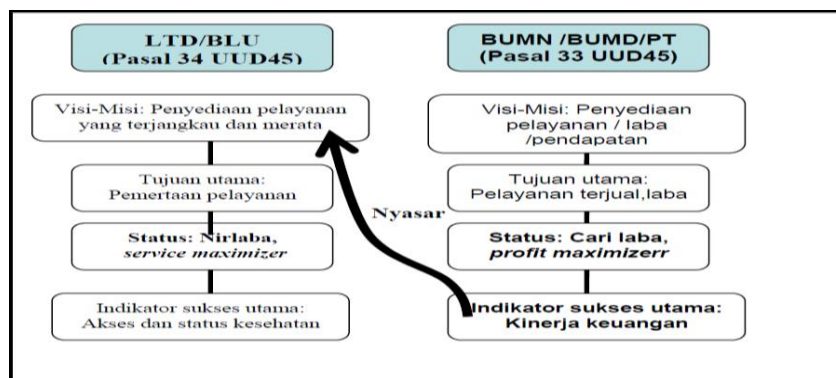 LTD/BLU
(Pasal 34 UUD45)
Visi-Misi: Penyediaan pelayanan
yang terjangkau dan merata
Tujuan utama:
Pemertaan pelayanan
Status: Nirlaba,
service maximizer
Indikator sukses utama:
Akses dan status kesehatan
Nyasar
BUMN /BUMD/PT
(Pasal 33 UUD45)
Visi-Misi: Penyediaan
pelayanan / laba
/pendapatan
Tujuan utama:
Pelayanan terjual,laba
Status: Cari laba,
profit maximizerr
Indikator sukses utama:
Kinerja keuangan